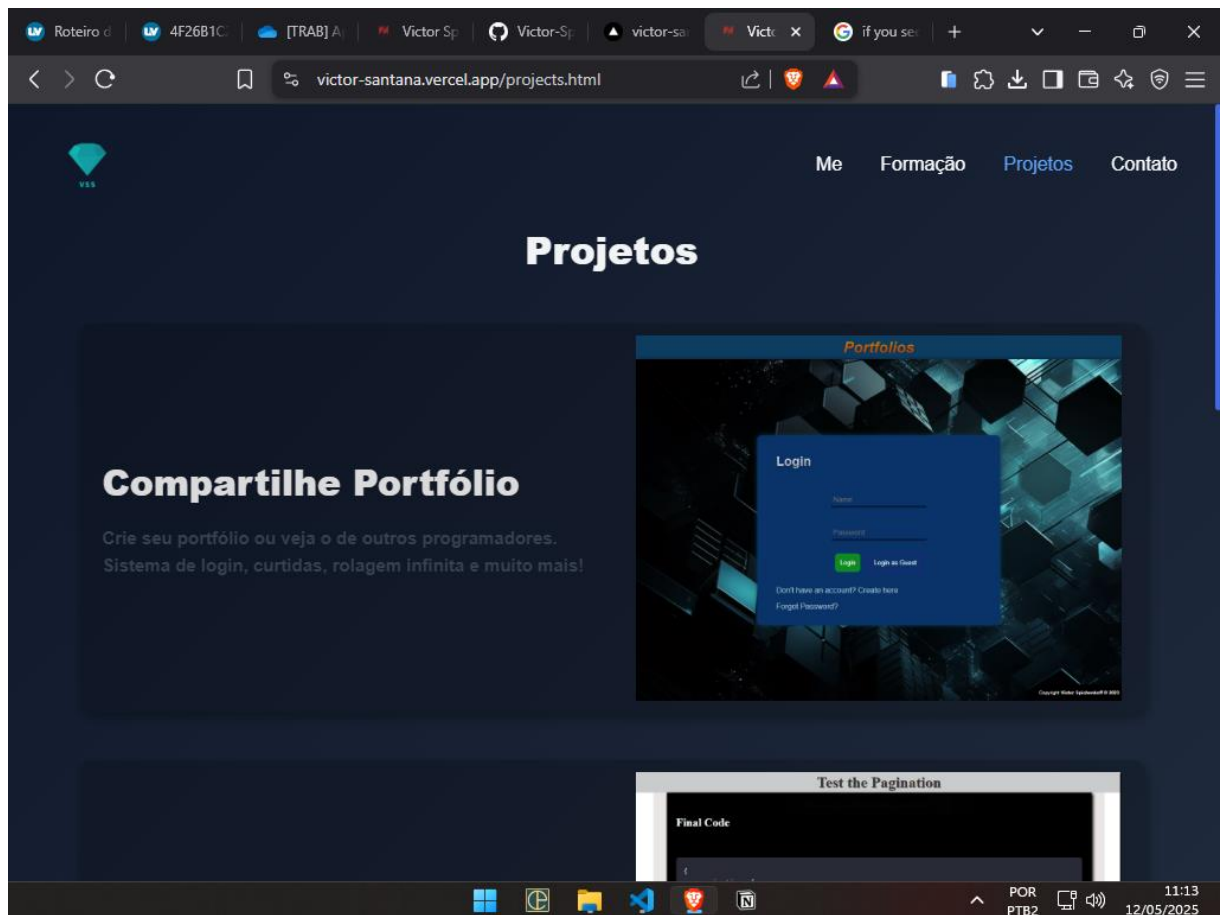 Roteiro d
4F26B1C
[TRAB] A
Victor Sp
Victor-Sp
victor-sa
Victo
if you see
victor-santana.vercel.app/projects.html
VSS
Me Formação Projetos Contato
Projetos
Compartilhe Portfólio
Crie seu portfólio ou veja o de outros programadores.
Sistema de login, curtidas, rolagem infinita e muito mais!
Portfolios
Login
Name
Password
Login Login as Guest
Don't have an account? Create here
Forgot Password?
Test the Pagination
Final Code
{
POR
PTB2
11:13
12/05/2025